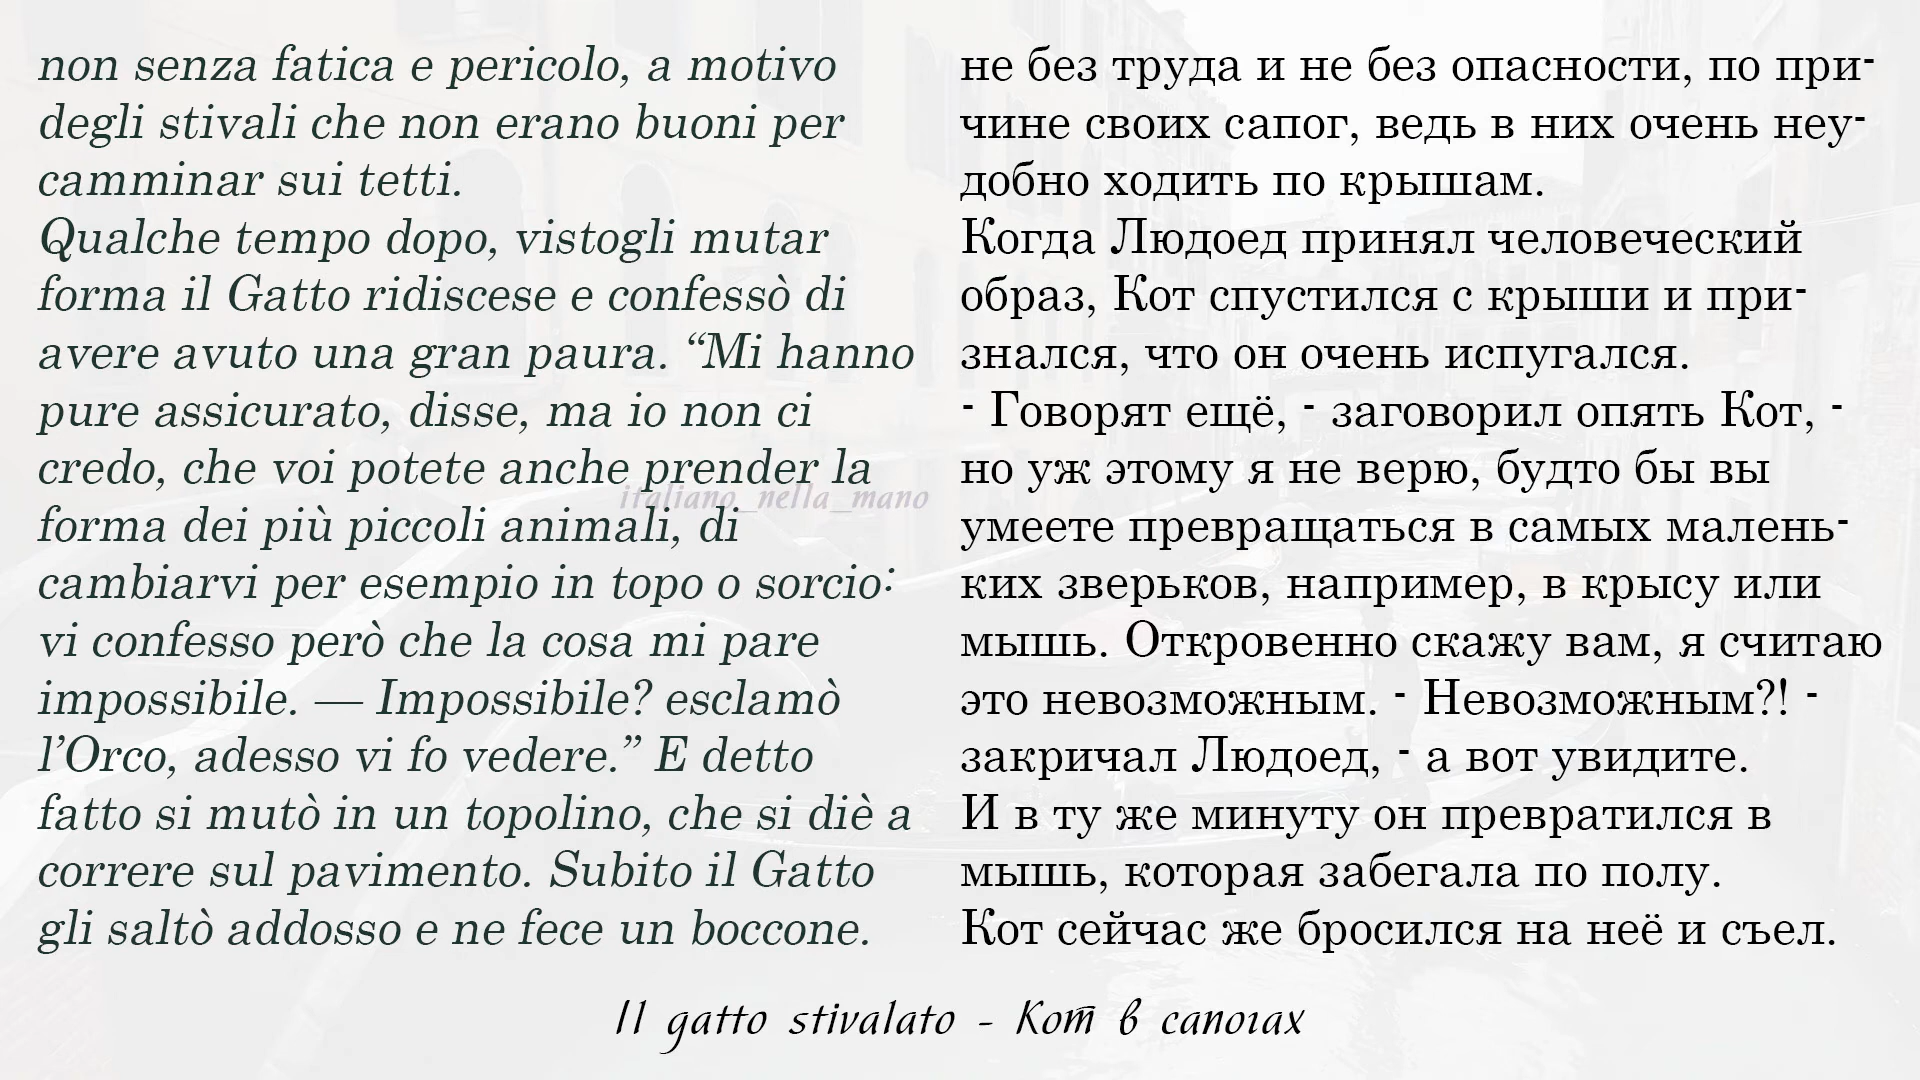 non senza fatica e pericolo, a motivo
degli stivali che non erano buoni per
camminar sui tetti.
Qualche tempo dopo, vistogli mutar
forma il Gatto ridiscese e confessò di
avere avuto una gran paura. “Mi hanno
pure assicurato, disse, ma io non ci
credo, che voi potete anche prender la
forma dei più piccoli animali, di
cambiarvi per esempio in topo o sorcio:
vi confesso però che la cosa mi pare
impossibile. — Impossibile? esclamò
l’Orco, adesso vi fo vedere.” E detto
fatto si mutò in un topolino, che si diè a
correre sul pavimento. Subito il Gatto
gli saltò addosso e ne fece un boccone.
italiano_nella_mano
не без труда и не без опасности, по при-
чине своих сапог, ведь в них очень неу-
добно ходить по крышам.
Когда Людоед принял человеческий
образ, Кот спустился с крыши и при-
знался, что он очень испугался.
- Говорят ещё, - заговорил опять Кот, -
но уж этому я не верю, будто бы вы
умеете превращаться в самых малень-
ких зверьков, например, в крысу или
мышь. Откровенно скажу вам, я считаю
это невозможным. - Невозможным?! -
закричал Людоед, - а вот увидите.
И в ту же минуту он превратился в
мышь, которая забегала по полу.
Кот сейчас же бросился на неё и съел.
Il gatto stivalato - Кот в сапогах